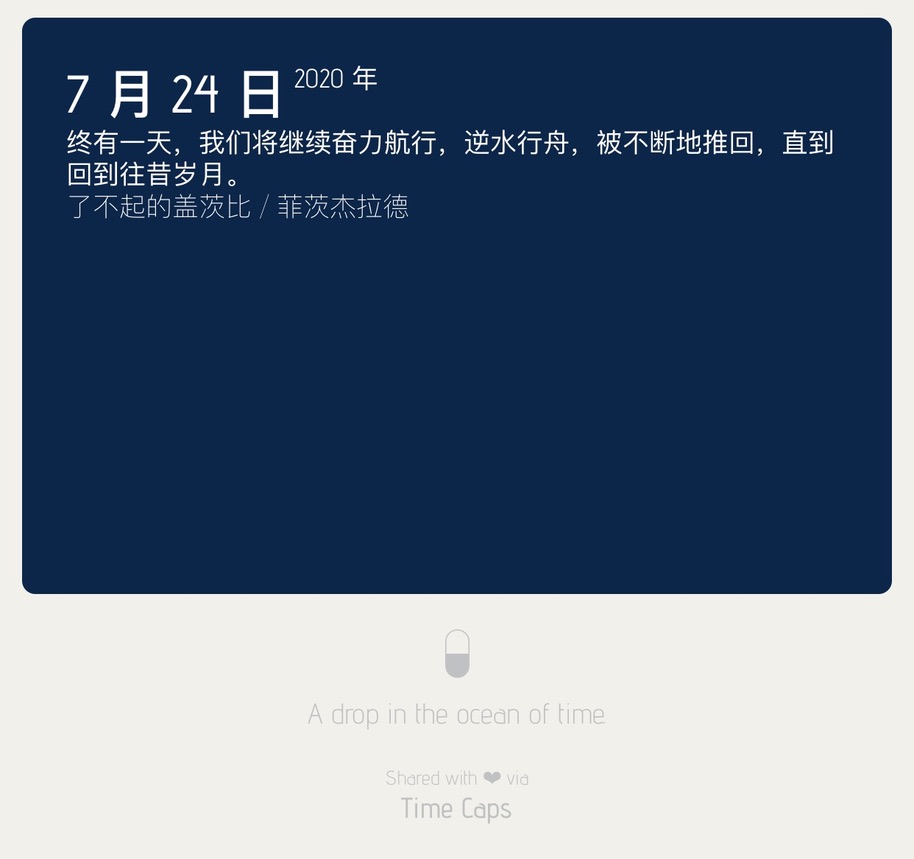 7 月 24 日 2020 年
终有一天，我们将继续奋力航行，逆水行舟，被不断地推回，直到
回到往昔岁月。
了不起的盖茨比 / 菲茨杰拉德
A drop in the ocean of time
Shared with ❤ via
Time Caps